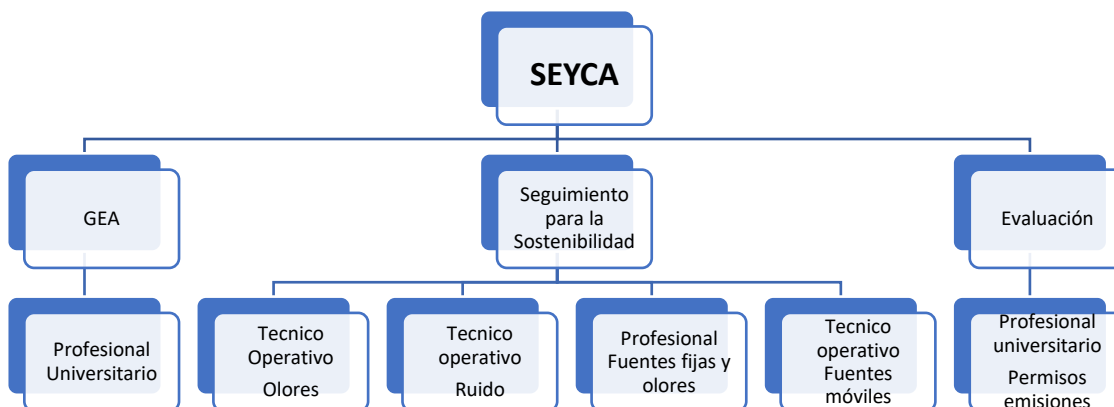 SEYCA
GEA
Seguimiento
para la
Sostenibilidad
Evaluación
Profesional
Universitario
Tecnico
Operativo
Olores
Tecnico
operativo
Ruido
Profesional
Fuentes fijas y
olores
Tecnico
operativo
Fuentes
móviles
Profesional
universitario
Permisos
emisiones